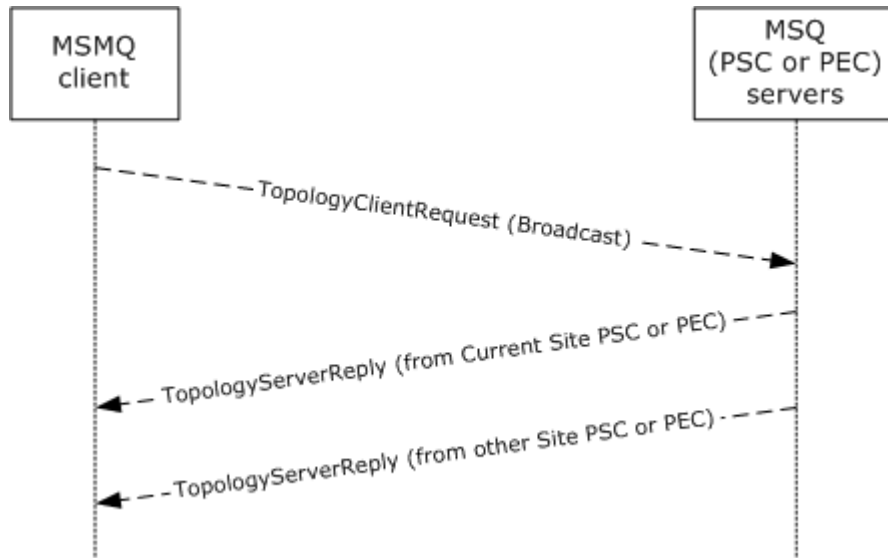 MSMQ
client
MSQ
(PSC or PEC)
servers
TopologyClientRequest (Broadcast)
TopologyServerReply (from Current Site PSC or PEC)
TopologyServerReply (from other Site PSC or PEC)